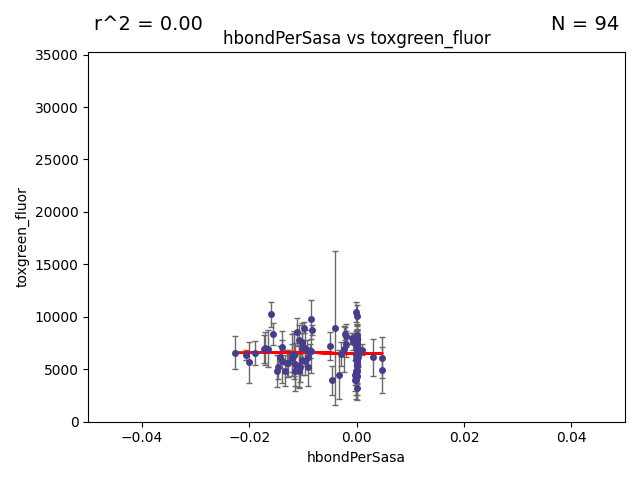 r^2 = 0.00
N = 94
hbondPerSasa vs toxgreen_fluor
35000
30000
25000
20000
15000
10000
5000
0
toxgreen_fluor
−0.04
−0.02
0.00
0.02
0.04
hbondPerSasa